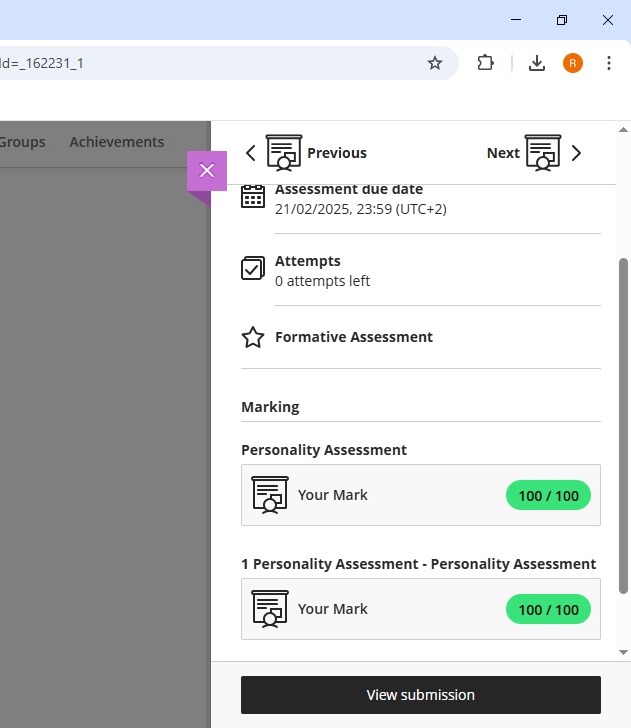 Id=_162231_1
R
Groups Achievements
Previous
Next
Assessment due date
21/02/2025, 23:59 (UTC+2)
Attempts
0 attempts left
Formative Assessment
Marking
Personality Assessment
Your Mark 100 / 100
1 Personality Assessment - Personality Assessment
Your Mark 100 / 100
View submission